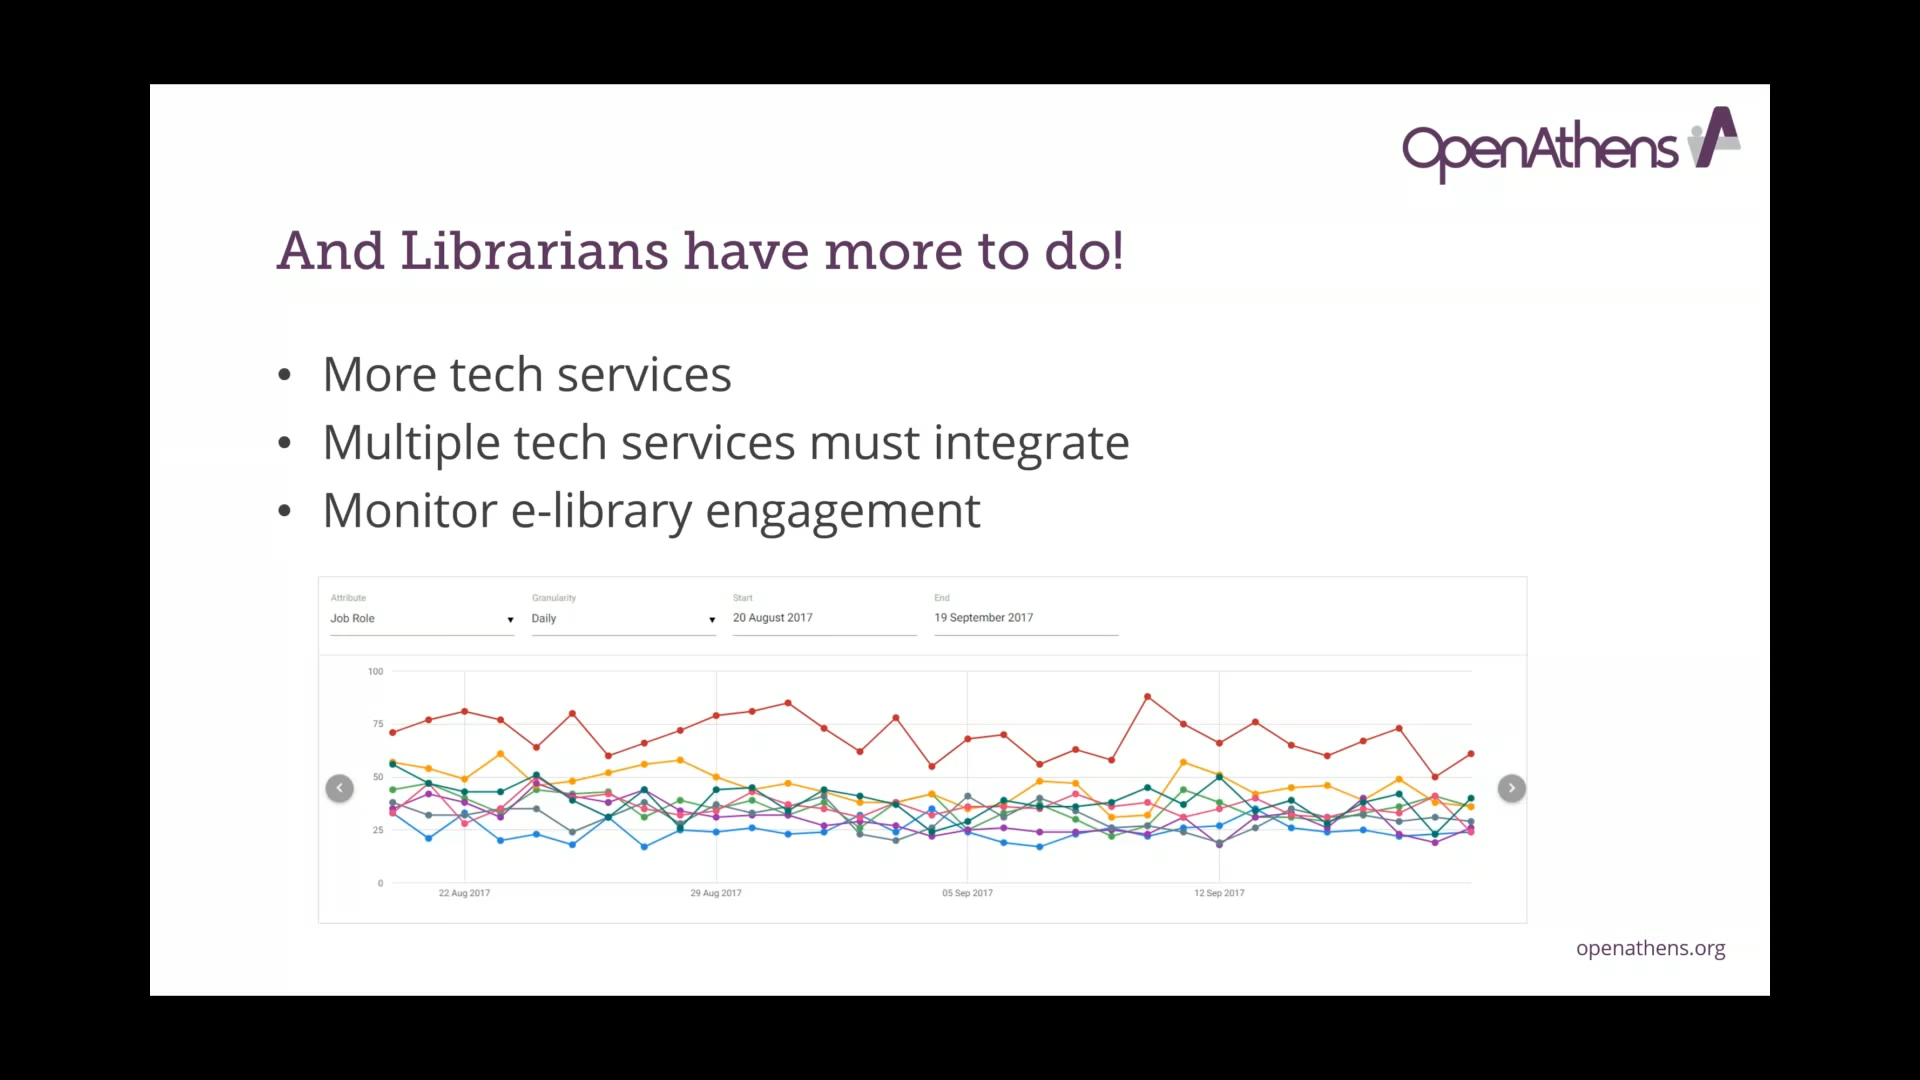 OpenAthens
And Librarians have more to do!
• More tech services
• Multiple tech services must integrate
• Monitor e-library engagement
Attribute Granularity Start End
Job Role Daily 20 August 2017 19 September 2017
100
75
50
25
0
22 Aug 2017 29 Aug 2017 05 Sep 2017 12 Sep 2017
openathens.org